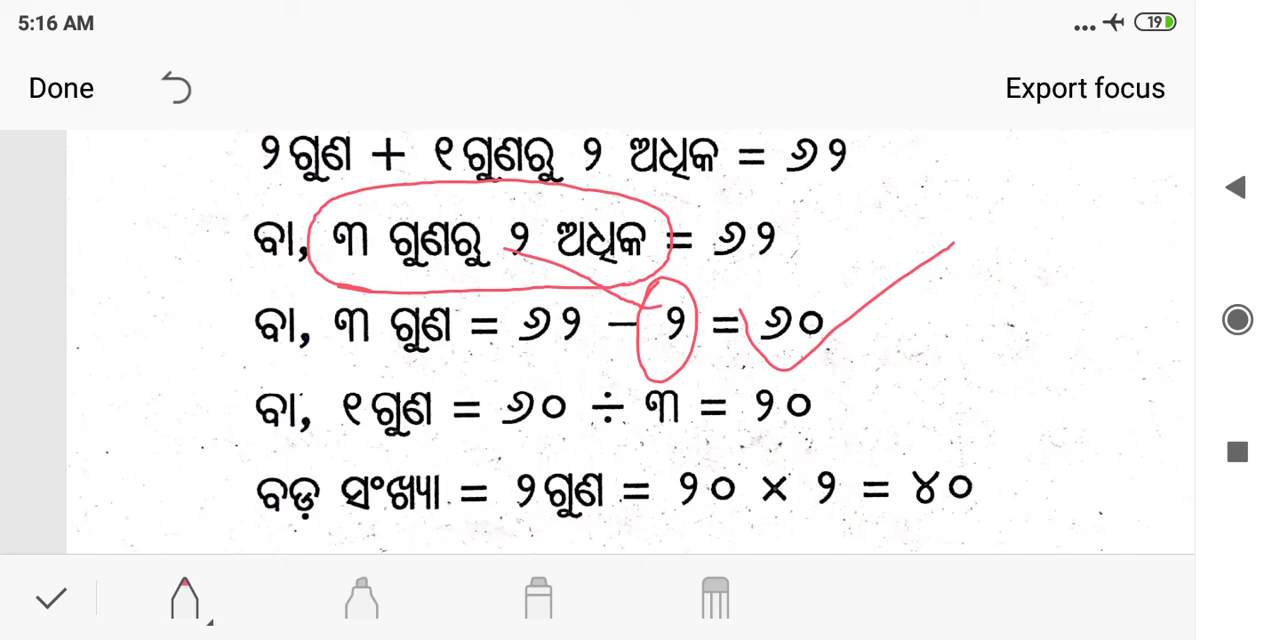 5:16 AM
19
Done
Export focus
୨ଗୁଣ + ୧ଗୁଣରୁ ୨ ଅଧିକ = ୬୨
ବା, ୩ ଗୁଣରୁ ୨ ଅଧିକ = ୬୨
ବା, ୩ ଗୁଣ = ୬୨ − ୨ = ୬୦
ବା, ୧ଗୁଣ = ୬୦ ÷ ୩ = ୨୦
ବଡ଼ ସଂଖ୍ୟା = ୨ଗୁଣ = ୨୦ × ୨ = ୪୦